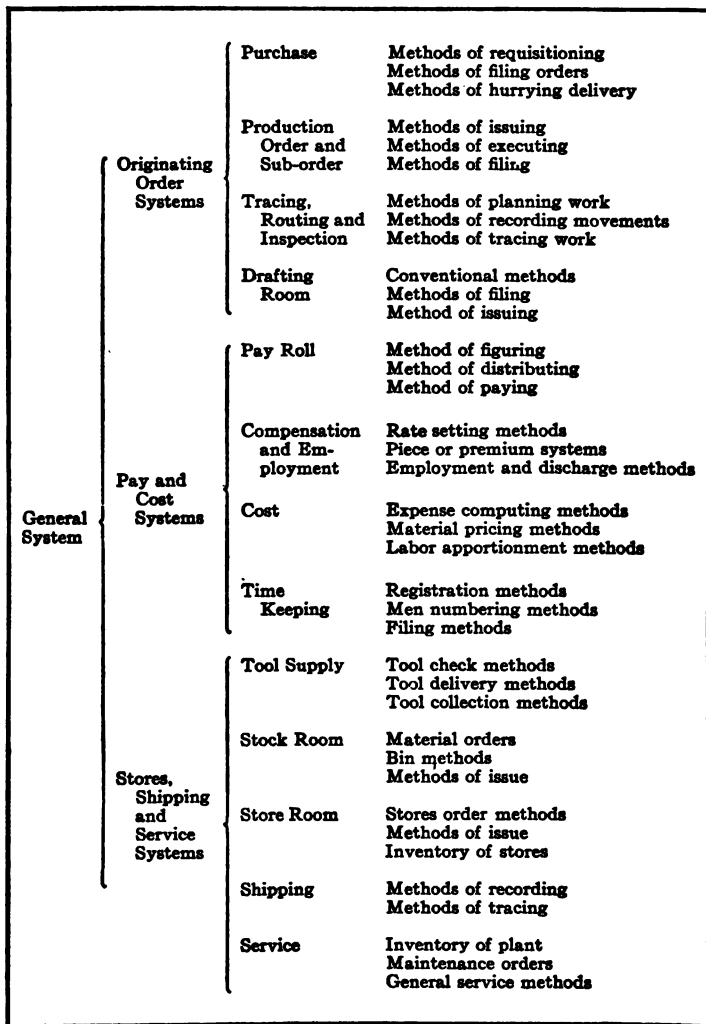 General
System
Originating
Order
Systems
Purchase
Methods of requisitioning
Methods of filing orders
Methods of hurrying delivery
Production
Order and
Sub-order
Methods of issuing
Methods of executing
Methods of filing
Tracing,
Routing and
Inspection
Methods of planning work
Methods of recording movements
Methods of tracing work
Drafting
Room
Conventional methods
Methods of filing
Method of issuing
Pay and
Cost
Systems
Pay Roll
Method of figuring
Method of distributing
Method of paying
Compensation
and Em-
ployment
Rate setting methods
Piece or premium systems
Employment and discharge methods
Cost
Expense computing methods
Material pricing methods
Labor apportionment methods
Time
Keeping
Registration methods
Men numbering methods
Filing methods
Stores,
Shipping
and
Service
Systems
Tool Supply
Tool check methods
Tool delivery methods
Tool collection methods
Stock Room
Material orders
Bin methods
Methods of issue
Store Room
Stores order methods
Methods of issue
Inventory of stores
Shipping
Methods of recording
Methods of tracing
Service
Inventory of plant
Maintenance orders
General service methods